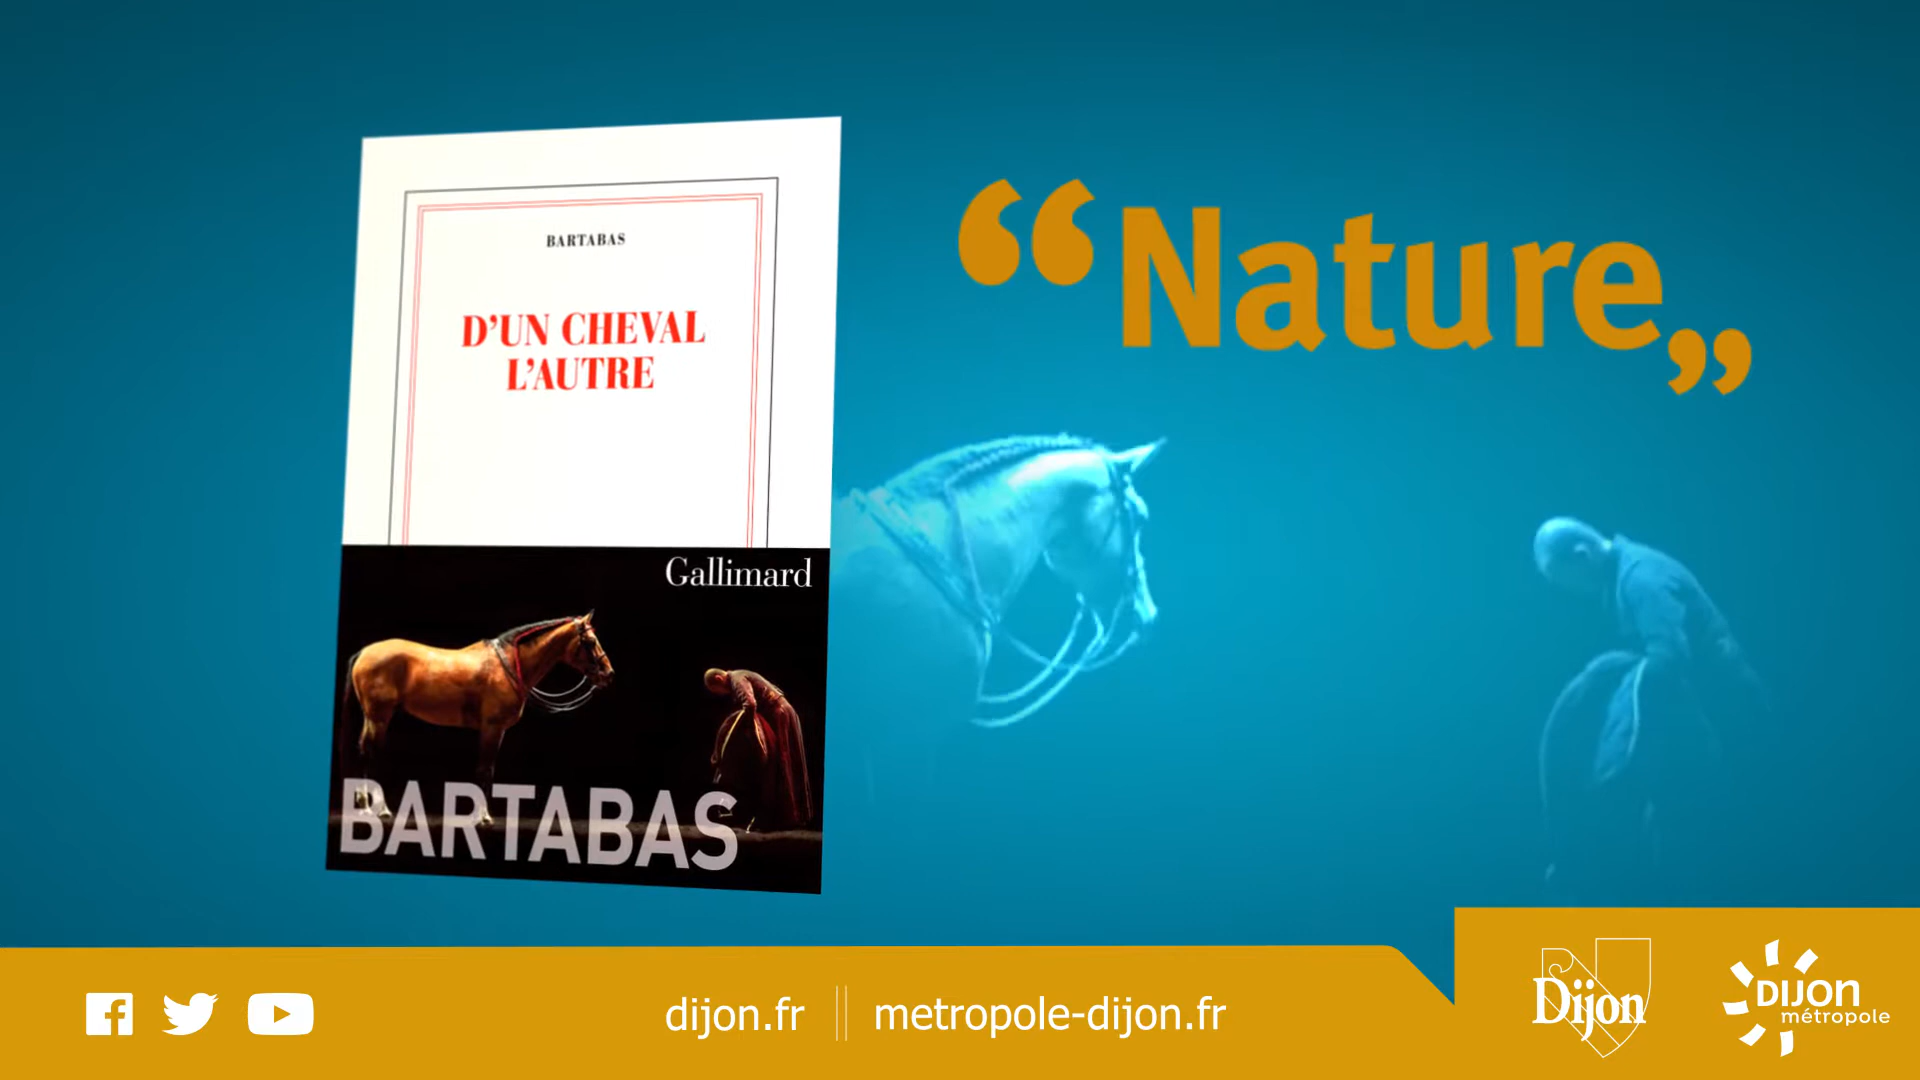 BARTABAS
D'UN CHEVAL
L'AUTRE
Gallimard
BARTABAS
“Nature„
dijon.fr || metropole-dijon.fr
Dijon
DIJON
métropole